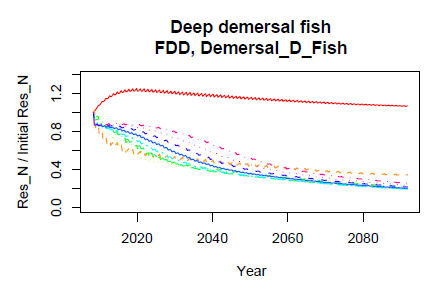 Deep demersal fish
FDD, Demersal_D_Fish
Res_N / Initial Res_N
1.2
0.8
0.4
0.0
2020 2040 2060 2080
Year